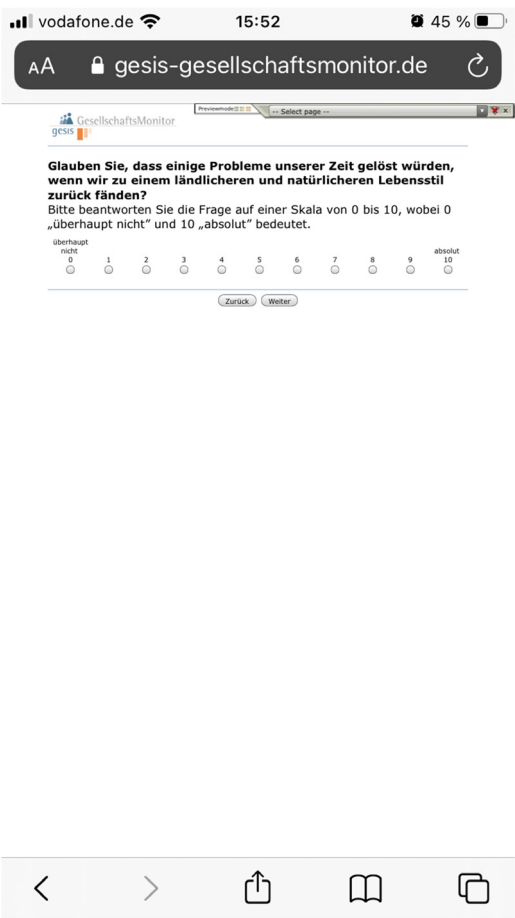 vodafone.de 15:52 45 %
AA gesis-gesellschaftsmonitor.de
Previewmode -- Select page --
GesellschaftsMonitor
gesis
Glauben Sie, dass einige Probleme unserer Zeit gelöst würden,
wenn wir zu einem ländlicheren und natürlicheren Lebensstil
zurück fänden?
Bitte beantworten Sie die Frage auf einer Skala von 0 bis 10, wobei 0
„überhaupt nicht” und 10 „absolut” bedeutet.
überhaupt
nicht absolut
0 1 2 3 4 5 6 7 8 9 10
Zurück Weiter